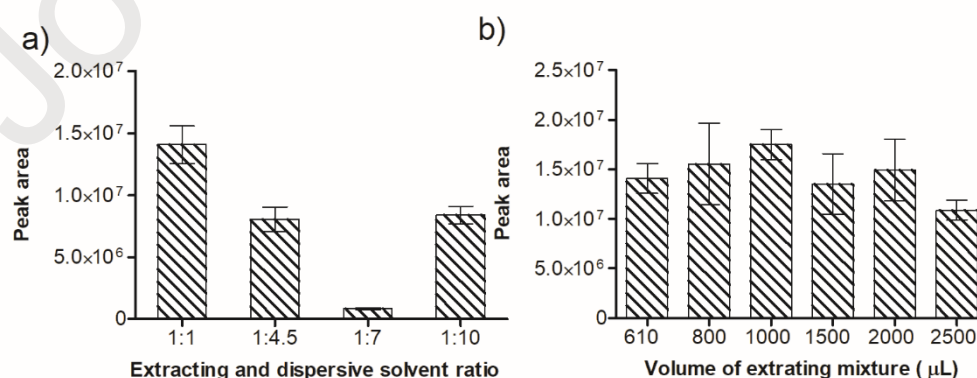 Jo
a)
Peak area
2.0×10⁷
1.5×10⁷
1.0×10⁷
5.0×10⁶
0
1:1 1:4.5 1:7 1:10
Extracting and dispersive solvent ratio
b)
Peak area
2.5×10⁷
2.0×10⁷
1.5×10⁷
1.0×10⁷
5.0×10⁶
0
610 800 1000 1500 2000 2500
Volume of extrating mixture ( μL)